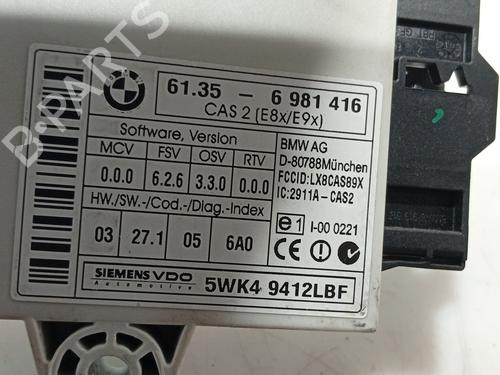 BMW
61.35 - 6 981 416
CAS 2 (E8x/E9x)
Software, Version
MCV FSV OSV RTV
0.0.0 6.2.6 3.3.0 0.0.0
HW./SW.-/Cod.-/Diag.-Index
03 27.1 05 6A0
BMW AG
D-80788München
FCCID:LX8CAS89X
IC:2911A-CAS2
e1 I-00 0221
SIEMENS VDO
Automotive
5WK4 9412LBF
B-PARTS